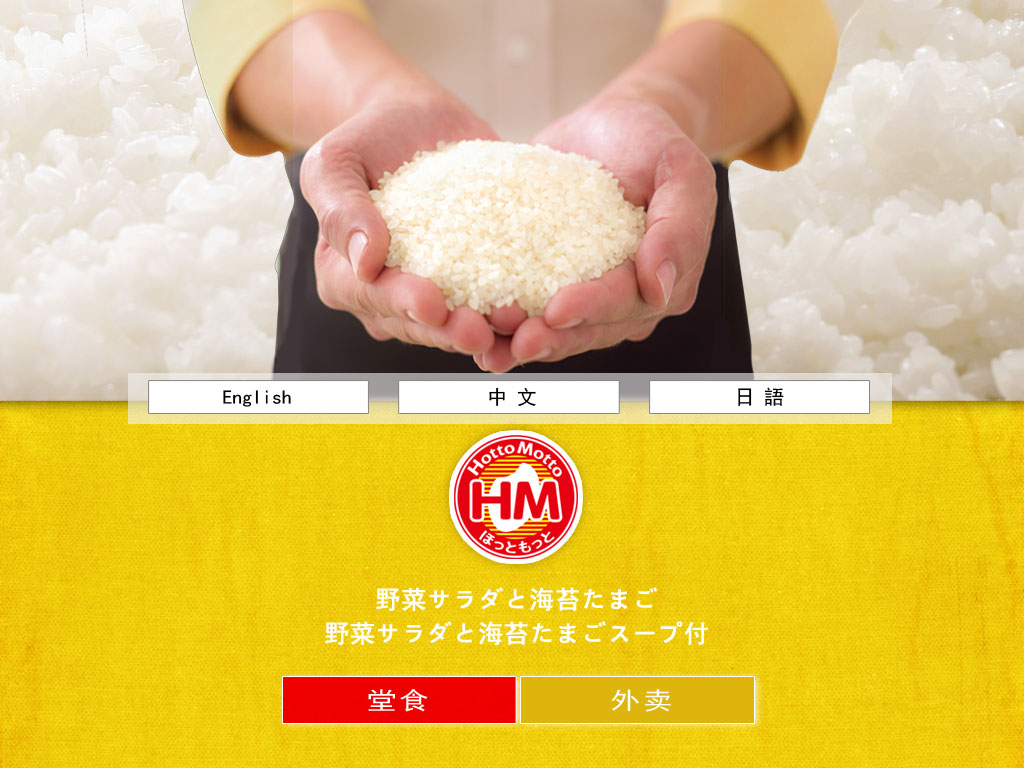 English
中 文
日 語
HottoMotto
HM
ほっともっと
野菜サラダと海苔たまご
野菜サラダと海苔たまごスープ付
堂食
外卖